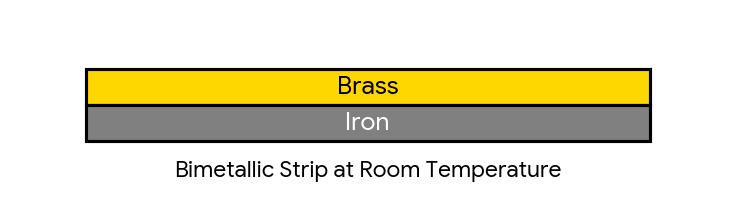 Brass
Iron
Bimetallic Strip at Room Temperature